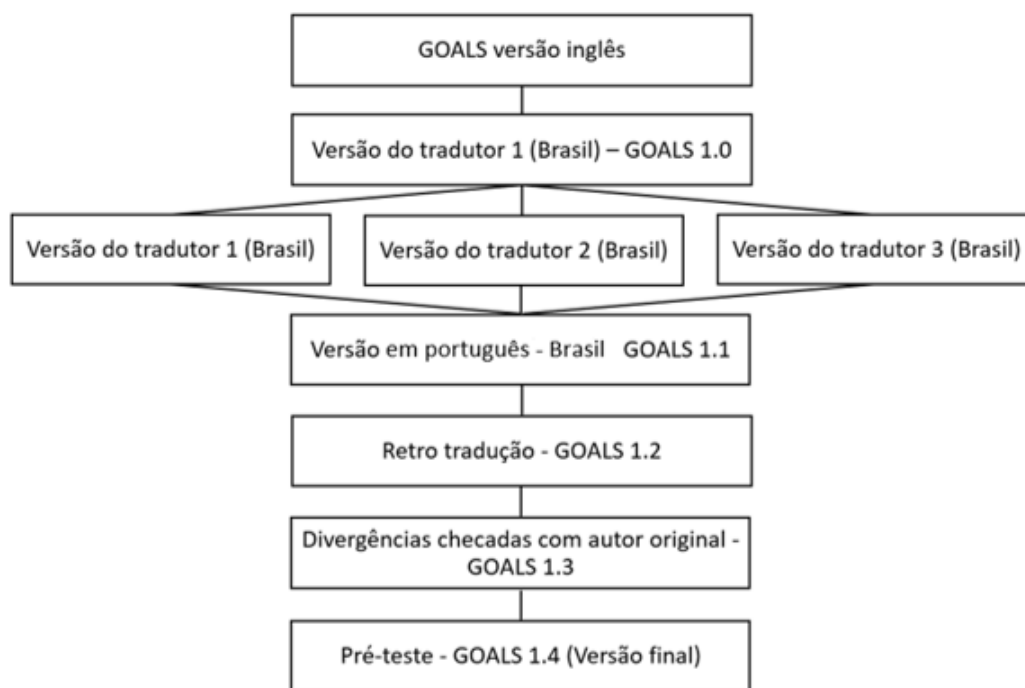 GOALS versão inglês
Versão do tradutor 1 (Brasil) – GOALS 1.0
Versão do tradutor 1 (Brasil)
Versão do tradutor 2 (Brasil)
Versão do tradutor 3 (Brasil)
Versão em português - Brasil GOALS 1.1
Retro tradução - GOALS 1.2
Divergências checadas com autor original -
GOALS 1.3
Pré-teste - GOALS 1.4 (Versão final)